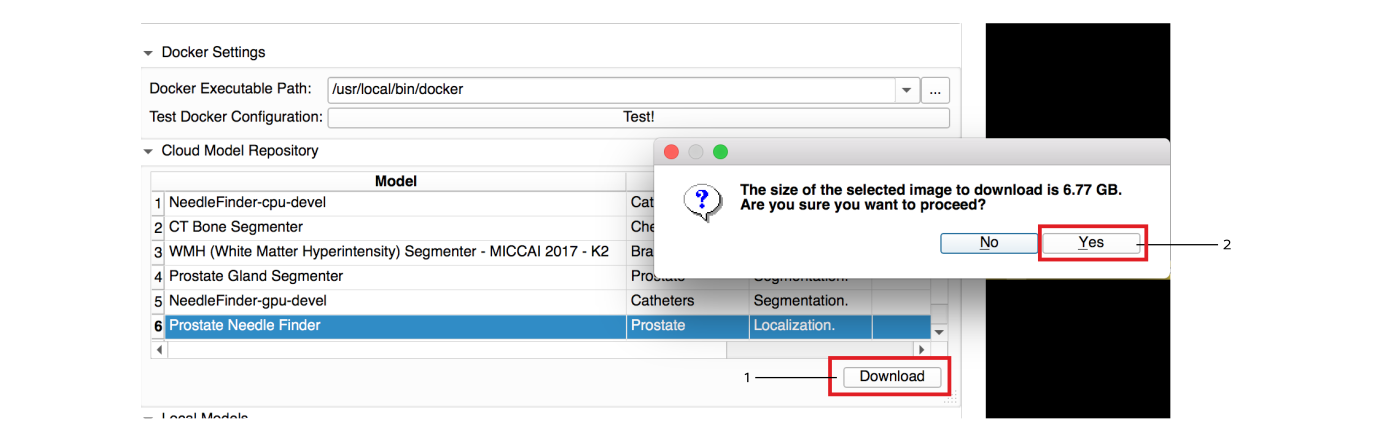 Docker Settings
Docker Executable Path: /usr/local/bin/docker ...
Test Docker Configuration: Test!
Cloud Model Repository
Model
1 NeedleFinder-cpu-devel Cat
2 CT Bone Segmenter Che
3 WMH (White Matter Hyperintensity) Segmenter - MICCAI 2017 - K2 Bra
4 Prostate Gland Segmenter Prostate Segmentation.
5 NeedleFinder-gpu-devel Catheters Segmentation.
6 Prostate Needle Finder Prostate Localization.
The size of the selected image to download is 6.77 GB.
Are you sure you want to proceed?
No Yes 2
1 Download
Local Models